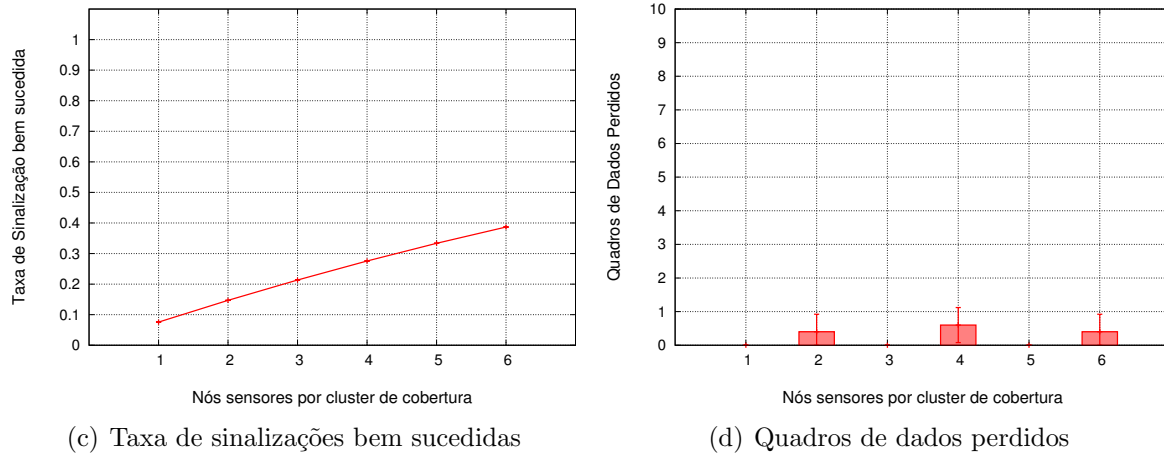 Taxa de Sinalização bem sucedida
1
0.9
0.8
0.7
0.6
0.5
0.4
0.3
0.2
0.1
0
1 2 3 4 5 6
Nós sensores por cluster de cobertura
(c) Taxa de sinalizações bem sucedidas
Quadros de Dados Perdidos
10
9
8
7
6
5
4
3
2
1
0
1 2 3 4 5 6
Nós sensores por cluster de cobertura
(d) Quadros de dados perdidos